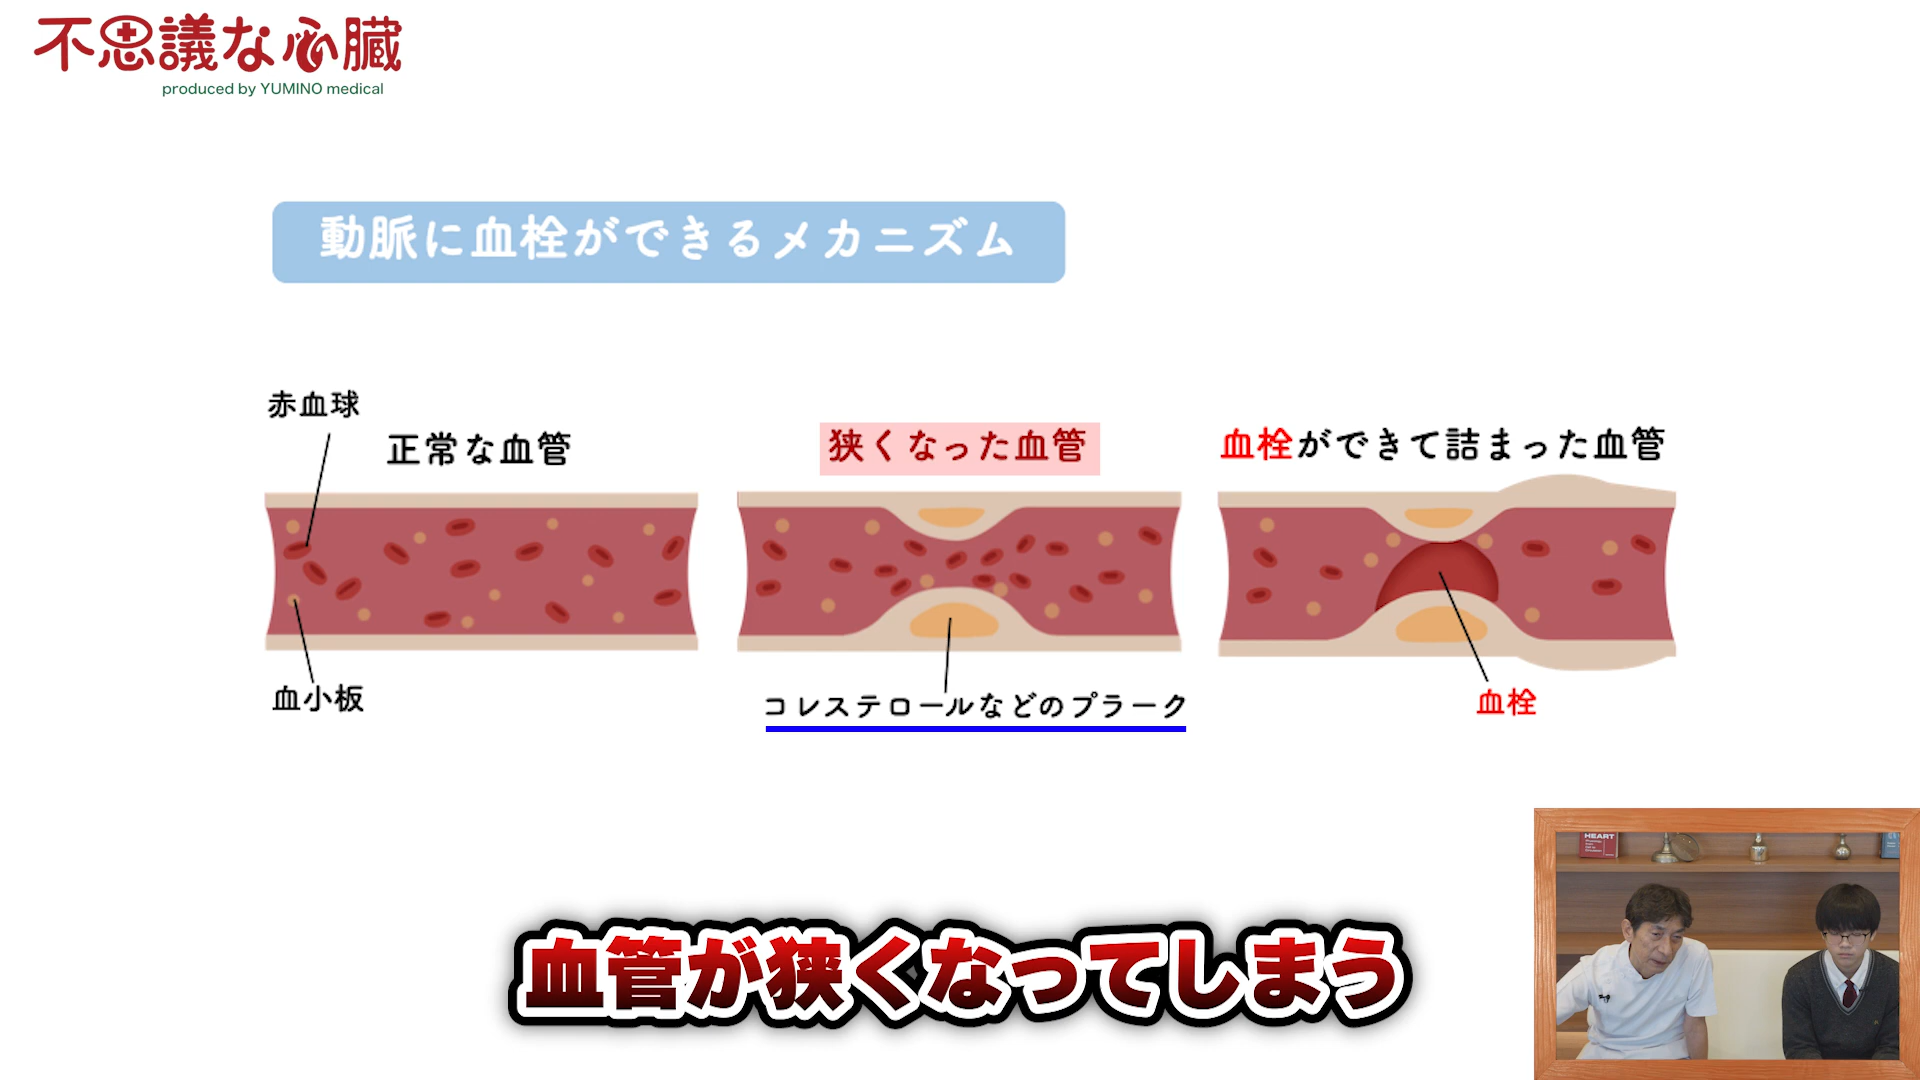 不思議な心臓
produced by YUMINO medical
動脈に血栓ができるメカニズム
赤血球
正常な血管
狭くなった血管
血栓ができて詰まった血管
血小板
コレステロールなどのプラーク
血栓
HEART
血管が狭くなってしまう